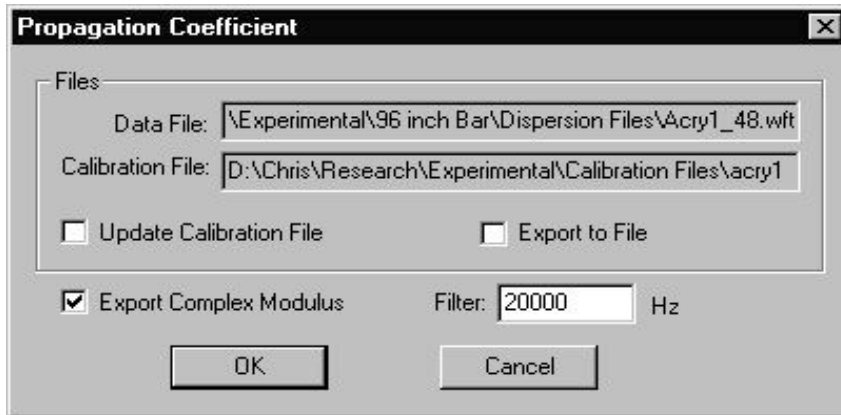 Propagation Coefficient
Files
Data File: \Experimental\96 inch Bar\Dispersion Files\Acry1_48.wft
Calibration File: D:\Chris\Research\Experimental\Calibration Files\acry1
Update Calibration File Export to File
Export Complex Modulus Filter: 20000 Hz
OK Cancel